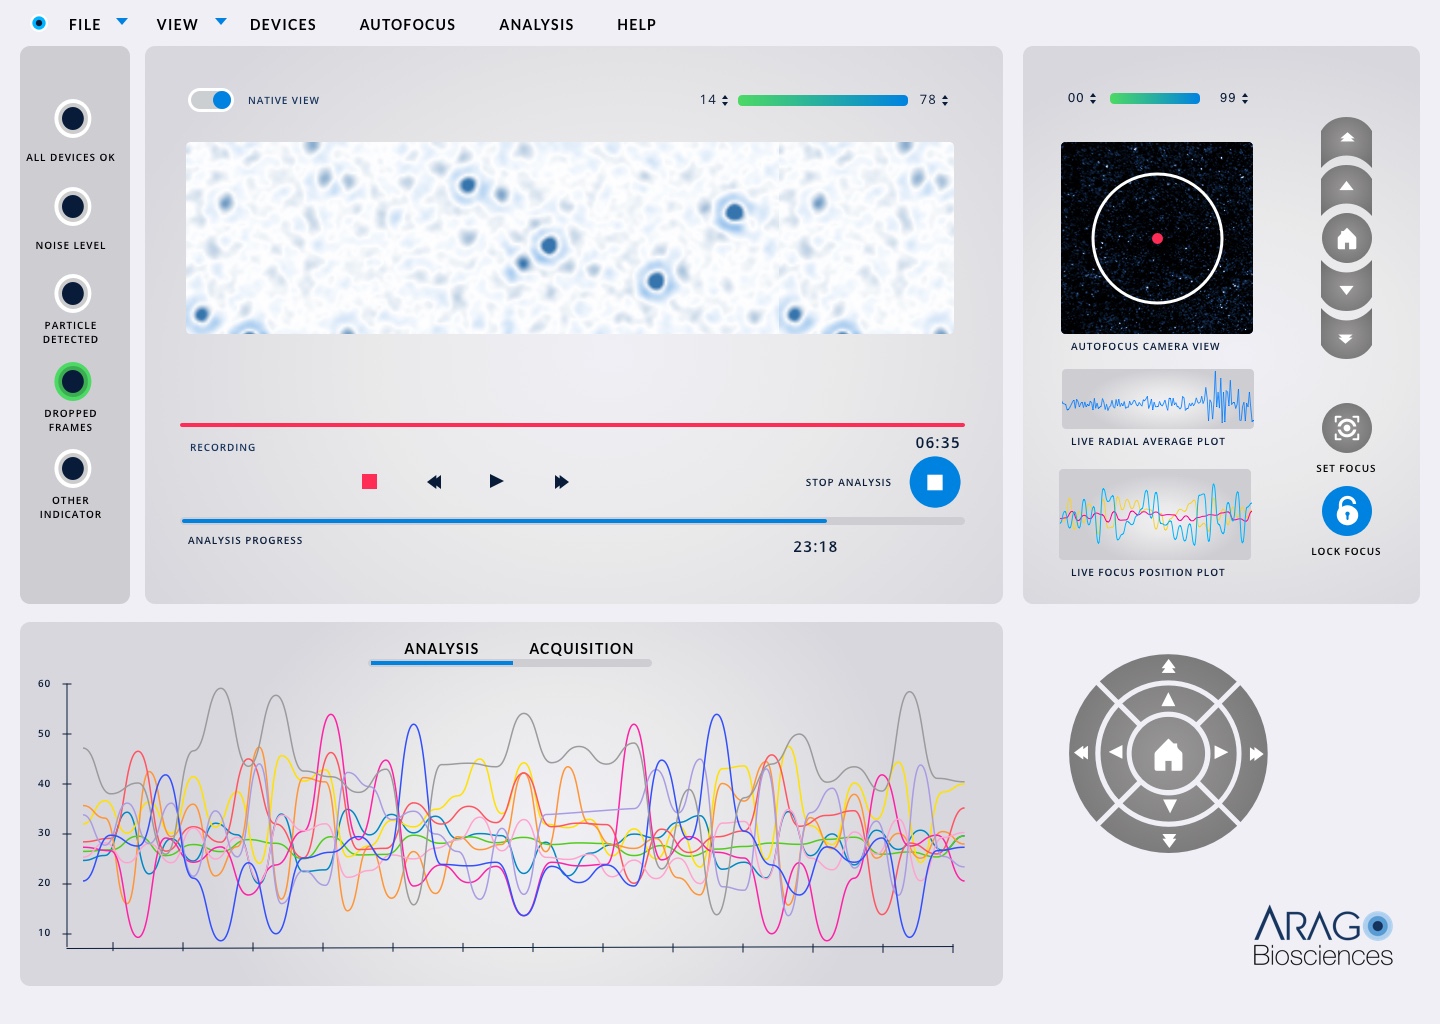 FILE VIEW DEVICES AUTOFOCUS ANALYSIS HELP
ALL DEVICES OK
NOISE LEVEL
PARTICLE
DETECTED
DROPPED
FRAMES
OTHER
INDICATOR
NATIVE VIEW
14 78
RECORDING
06:35
STOP ANALYSIS
ANALYSIS PROGRESS
23:18
00 99
AUTOFOCUS CAMERA VIEW
LIVE RADIAL AVERAGE PLOT
LIVE FOCUS POSITION PLOT
SET FOCUS
LOCK FOCUS
ANALYSIS ACQUISITION
60
50
40
30
20
10
ARAGO
Biosciences